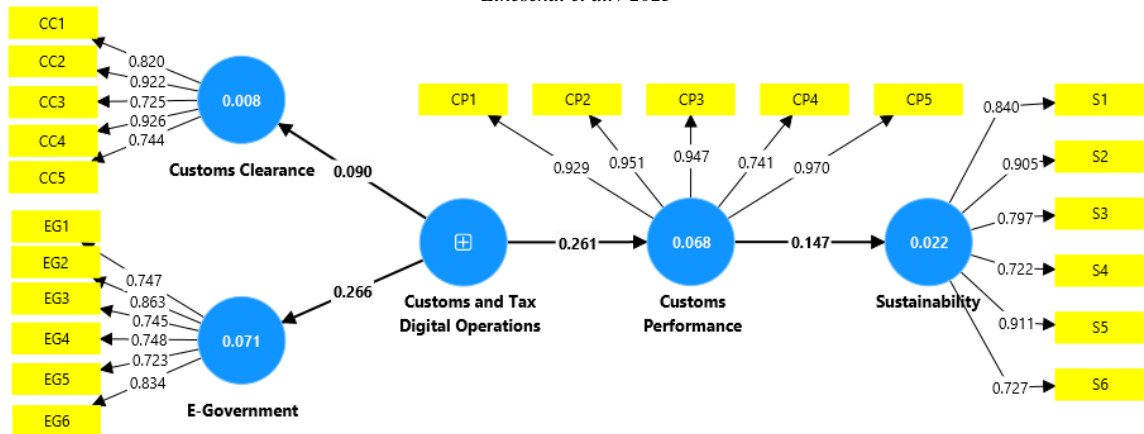 CC1
CC2
CC3
CC4
CC5
0.820
0.922
0.725
0.926
0.744
0.008
Customs Clearance
0.090
EG1
EG2
EG3
EG4
EG5
EG6
0.747
0.863
0.745
0.748
0.723
0.834
0.071
E-Government
0.266
Customs and Tax
Digital Operations
0.261
CP1
CP2
CP3
CP4
CP5
0.929
0.951
0.947
0.741
0.970
0.068
Customs
Performance
0.147
0.022
Sustainability
0.840
0.905
0.797
0.722
0.911
0.727
S1
S2
S3
S4
S5
S6